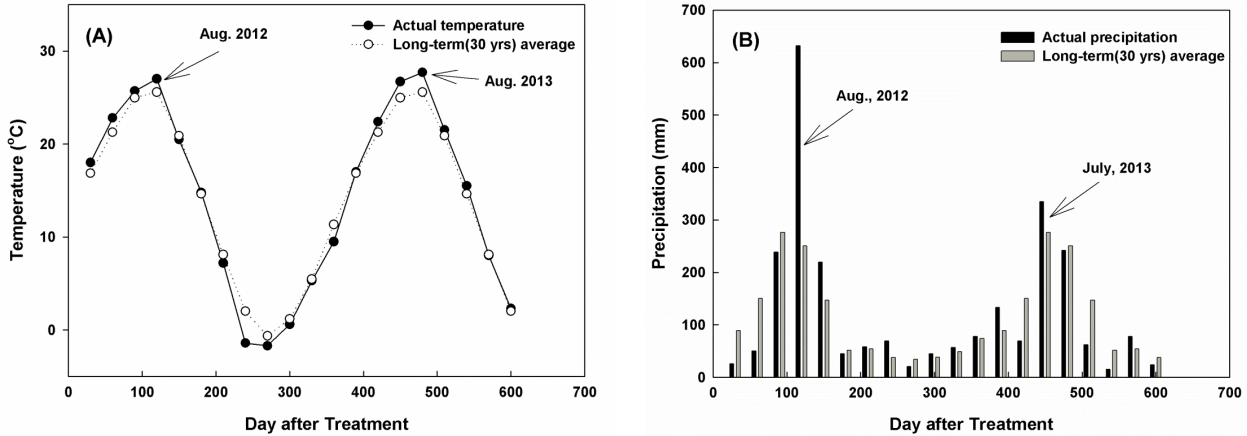 (A)
Aug. 2012
Actual temperature
Long-term(30 yrs) average
Aug. 2013
Temperature (°C)
30
20
10
0
0 100 200 300 400 500 600 700
Day after Treatment
(B)
Actual precipitation
Long-term(30 yrs) average
Aug., 2012
July, 2013
Precipitation (mm)
700
600
500
400
300
200
100
0
0 100 200 300 400 500 600 700
Day after Treatment